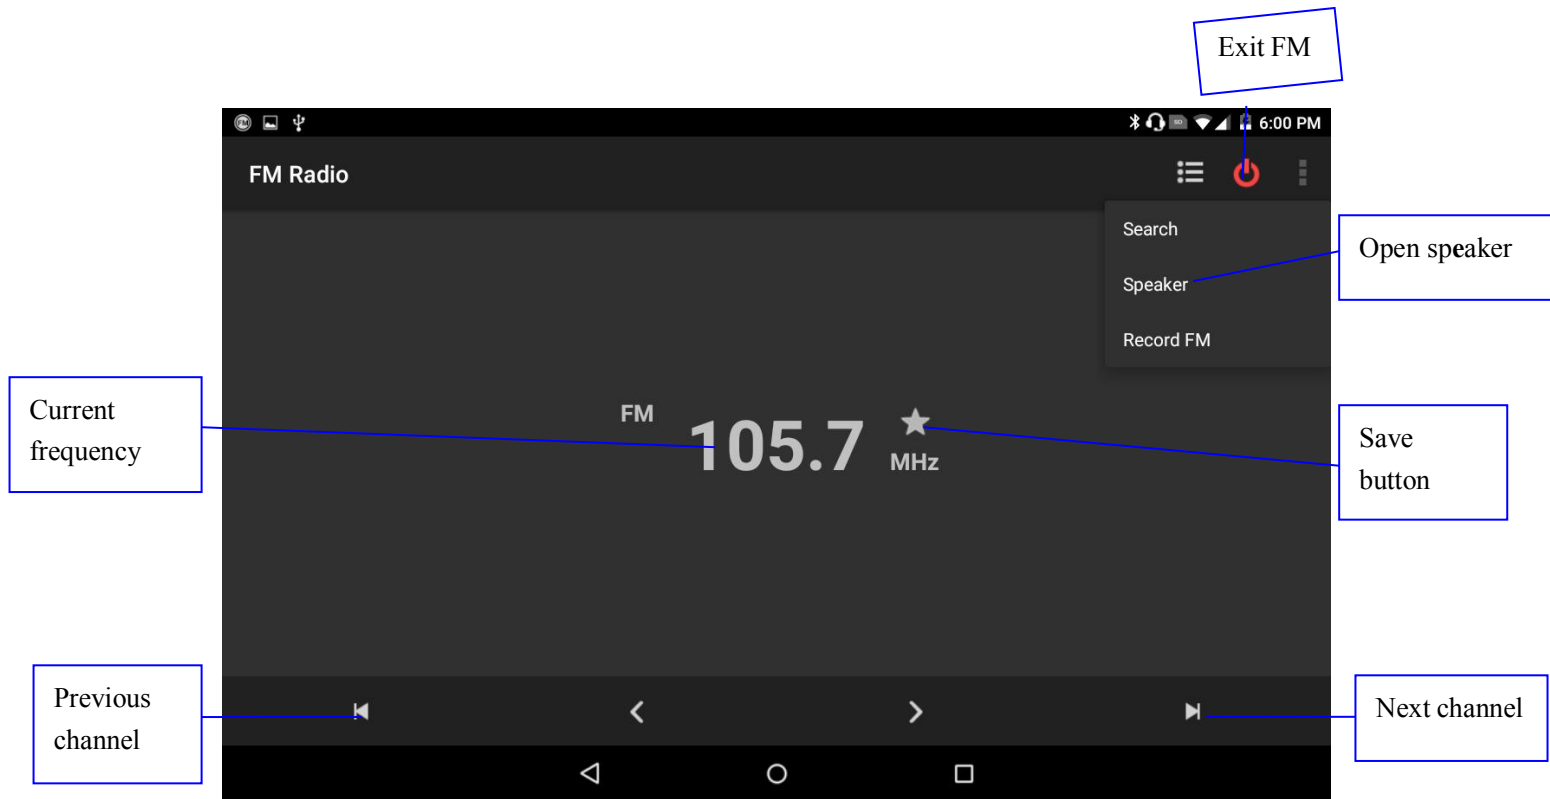 Exit FM
6:00 PM
FM Radio
Search
Open speaker
Speaker
Record FM
Current
frequency
FM
105.7
MHz
Save
button
Previous
channel
Next channel